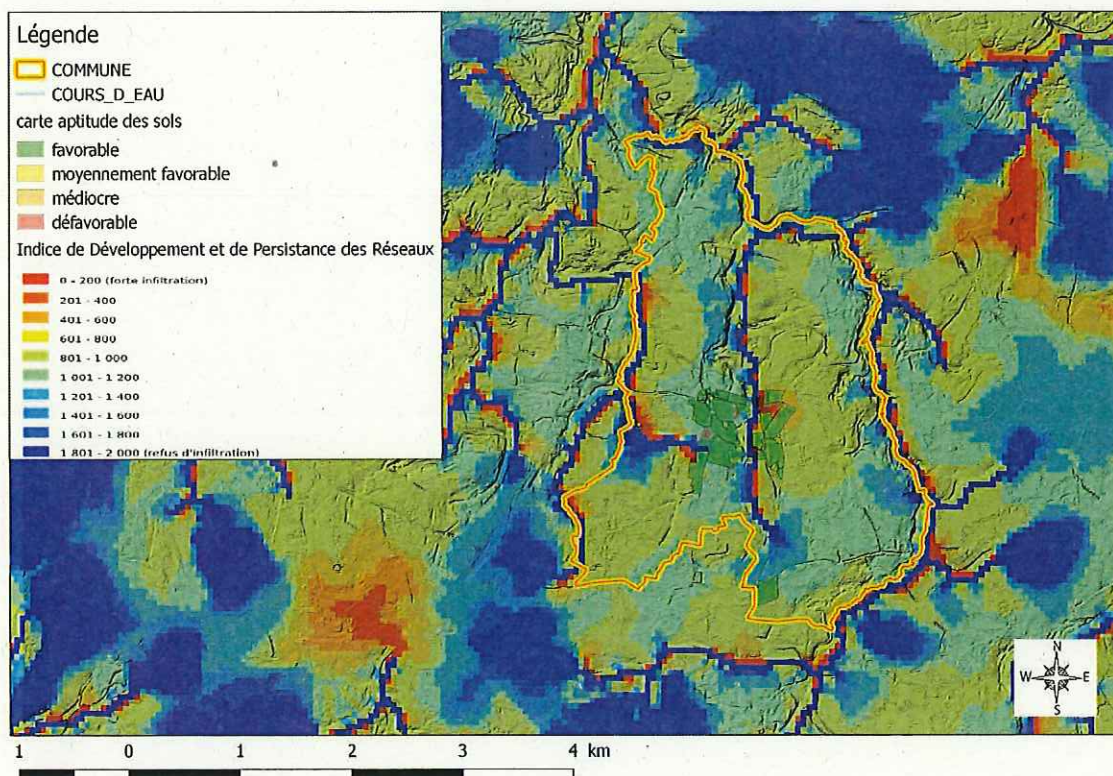 Légende
COMMUNE
COURS_D_EAU
carte aptitude des sols
favorable
moyennement favorable
médiocre
défavorable
Indice de Développement et de Persistance des Réseaux
0 - 200 (forte infiltration)
201 - 400
401 - 600
601 - 800
801 - 1 000
1 001 - 1 200
1 201 - 1 400
1 401 - 1 600
1 601 - 1 800
1 801 - 2 000 (refus d'infiltration)
N
W E
S
1 0 1 2 3 4 km